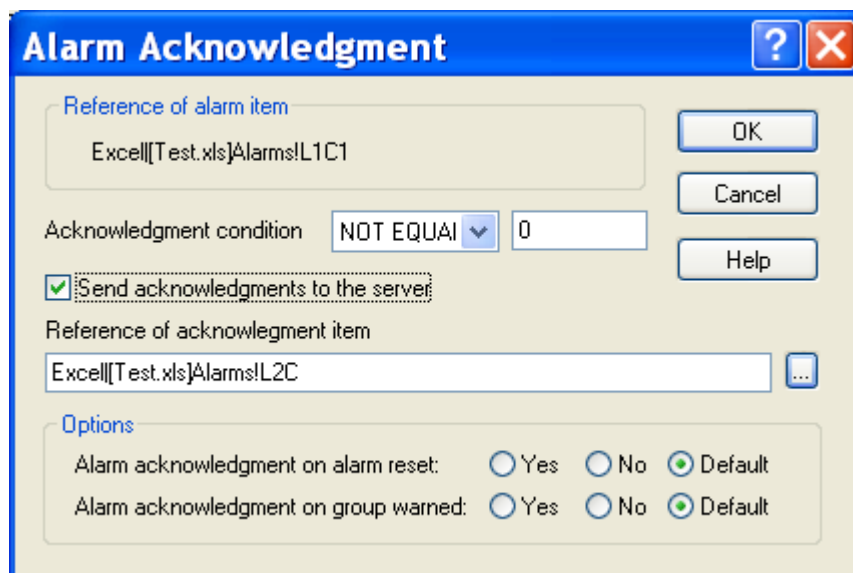 Alarm Acknowledgment
Reference of alarm item
Excel|[Test.xls]Alarms!L1C1
OK
Cancel
Acknowledgment condition NOT EQUAI 0
Help
Send acknowledgments to the server
Reference of acknowlegment item
Excel|[Test.xls]Alarms!L2C
...
Options
Alarm acknowledgment on alarm reset: Yes No Default
Alarm acknowledgment on group warned: Yes No Default